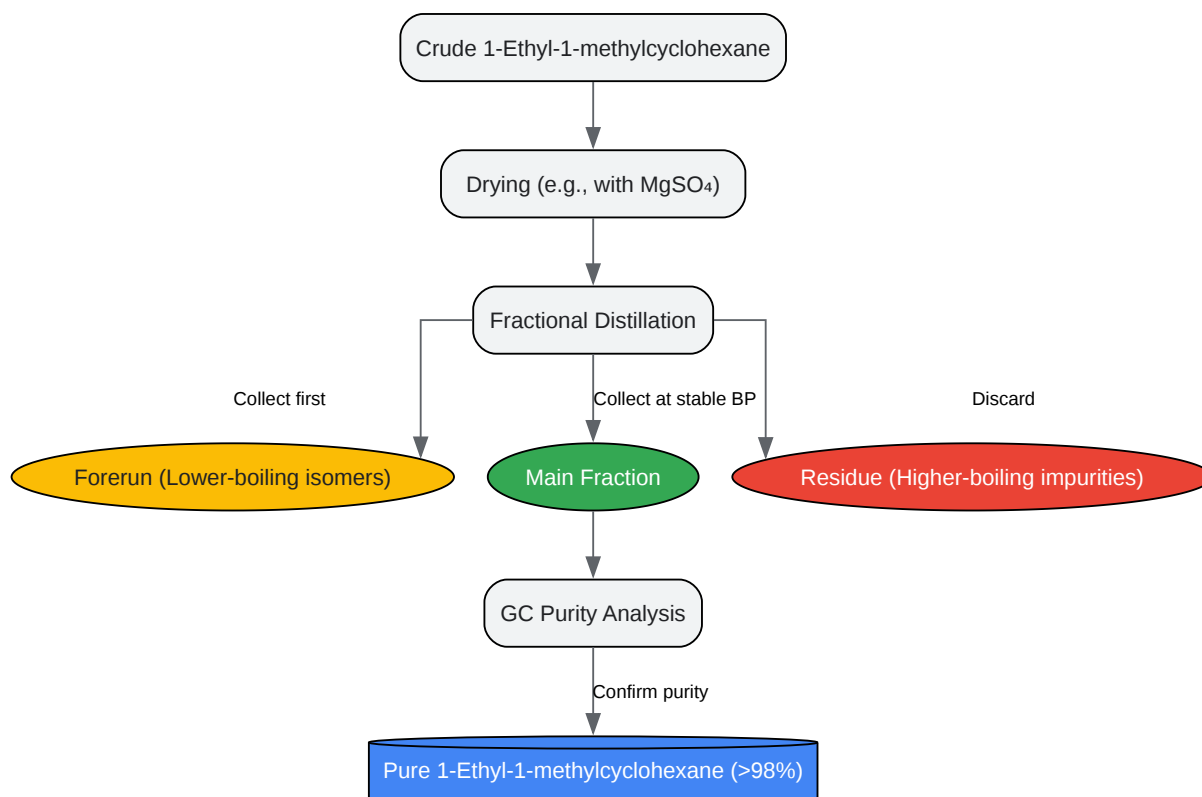 Crude 1-Ethyl-1-methylcyclohexane
Drying (e.g., with MgSO₄)
Fractional Distillation
Collect first
Collect at stable BP
Discard
Forerun (Lower-boiling isomers)
Main Fraction
Residue (Higher-boiling impurities)
GC Purity Analysis
Confirm purity
Pure 1-Ethyl-1-methylcyclohexane (>98%)